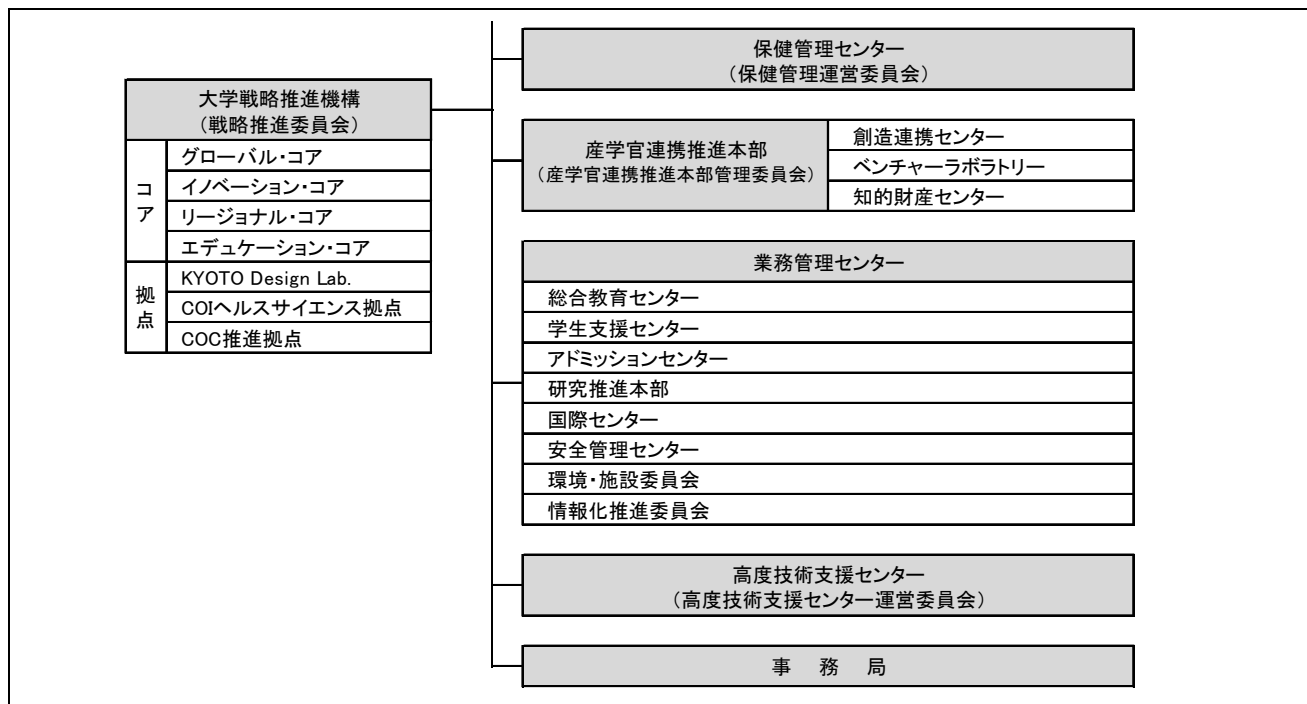 大学戦略推進機構
（戦略推進委員会）
コア
グローバル・コア
イノベーション・コア
リージョナル・コア
エデュケーション・コア
拠点
KYOTO Design Lab.
COIヘルスサイエンス拠点
COC推進拠点
保健管理センター
（保健管理運営委員会）
産学官連携推進本部
（産学官連携推進本部管理委員会）
創造連携センター
ベンチャーラボラトリー
知的財産センター
業務管理センター
総合教育センター
学生支援センター
アドミッションセンター
研究推進本部
国際センター
安全管理センター
環境・施設委員会
情報化推進委員会
高度技術支援センター
（高度技術支援センター運営委員会）
事　務　局